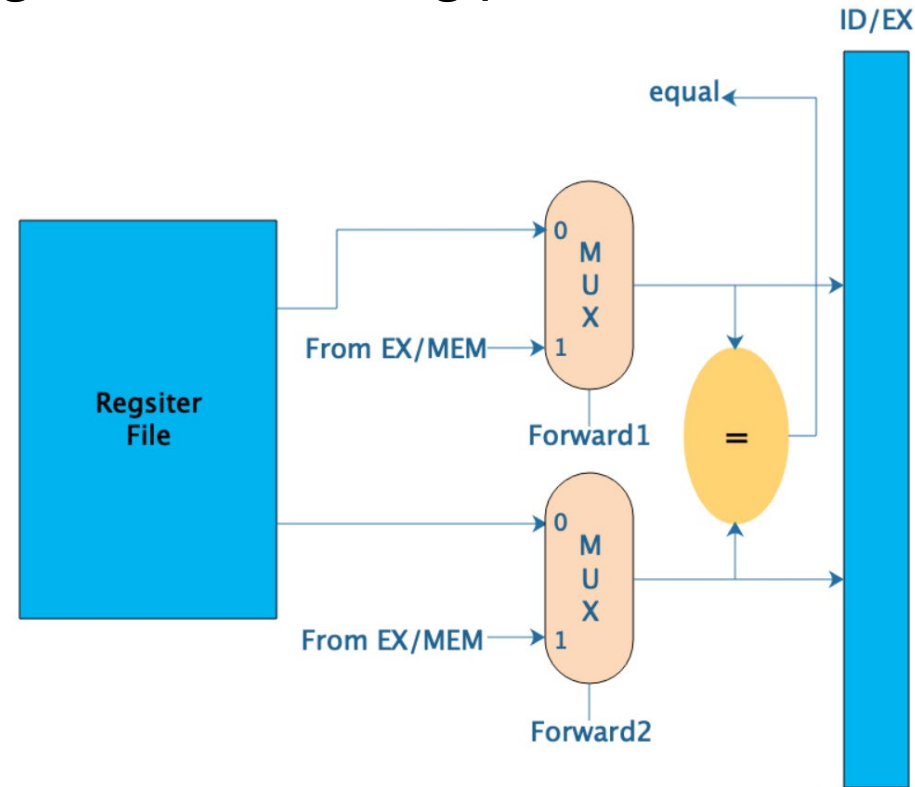 ID/EX
equal
0
M
U
X
From EX/MEM
1
Regsiter
File
Forward1
=
0
M
U
X
From EX/MEM
1
Forward2